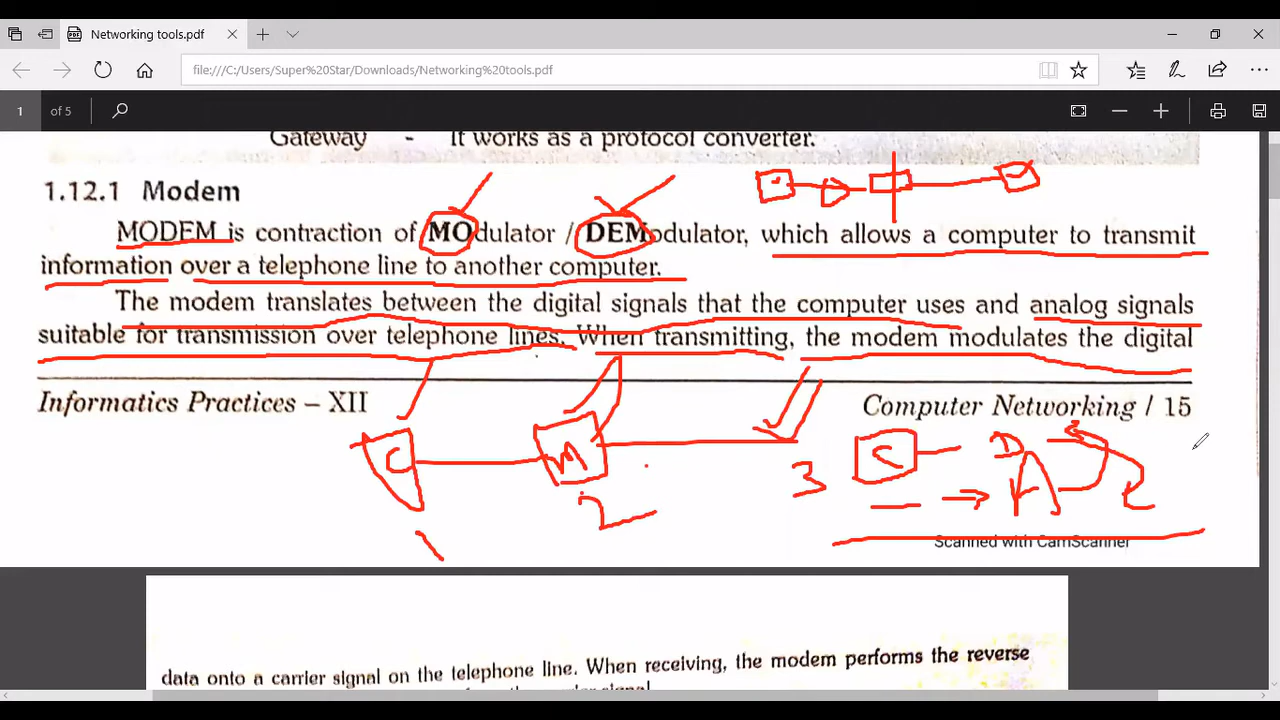 Networking tools.pdf
file:///C:/Users/Super%20Star/Downloads/Networking%20tools.pdf
1 of 5
Gateway - It works as a protocol converter.
1.12.1 Modem
MODEM is contraction of MOdulator / DEModulator, which allows a computer to transmit
information over a telephone line to another computer.
The modem translates between the digital signals that the computer uses and analog signals
suitable for transmission over telephone lines. When transmitting, the modem modulates the digital
Informatics Practices – XII
Computer Networking / 15
C M C D
A
1 2 3
Scanned with CamScanner
data onto a carrier signal on the telephone line. When receiving, the modem performs the reverse